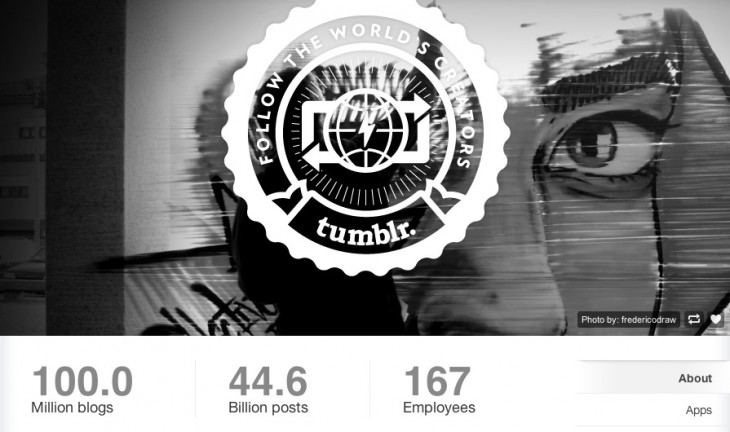 FOLLOW THE WORLD'S CREATORS
tumblr.
Photo by: fredericodraw
100.0
Million blogs
44.6
Billion posts
167
Employees
About
Apps